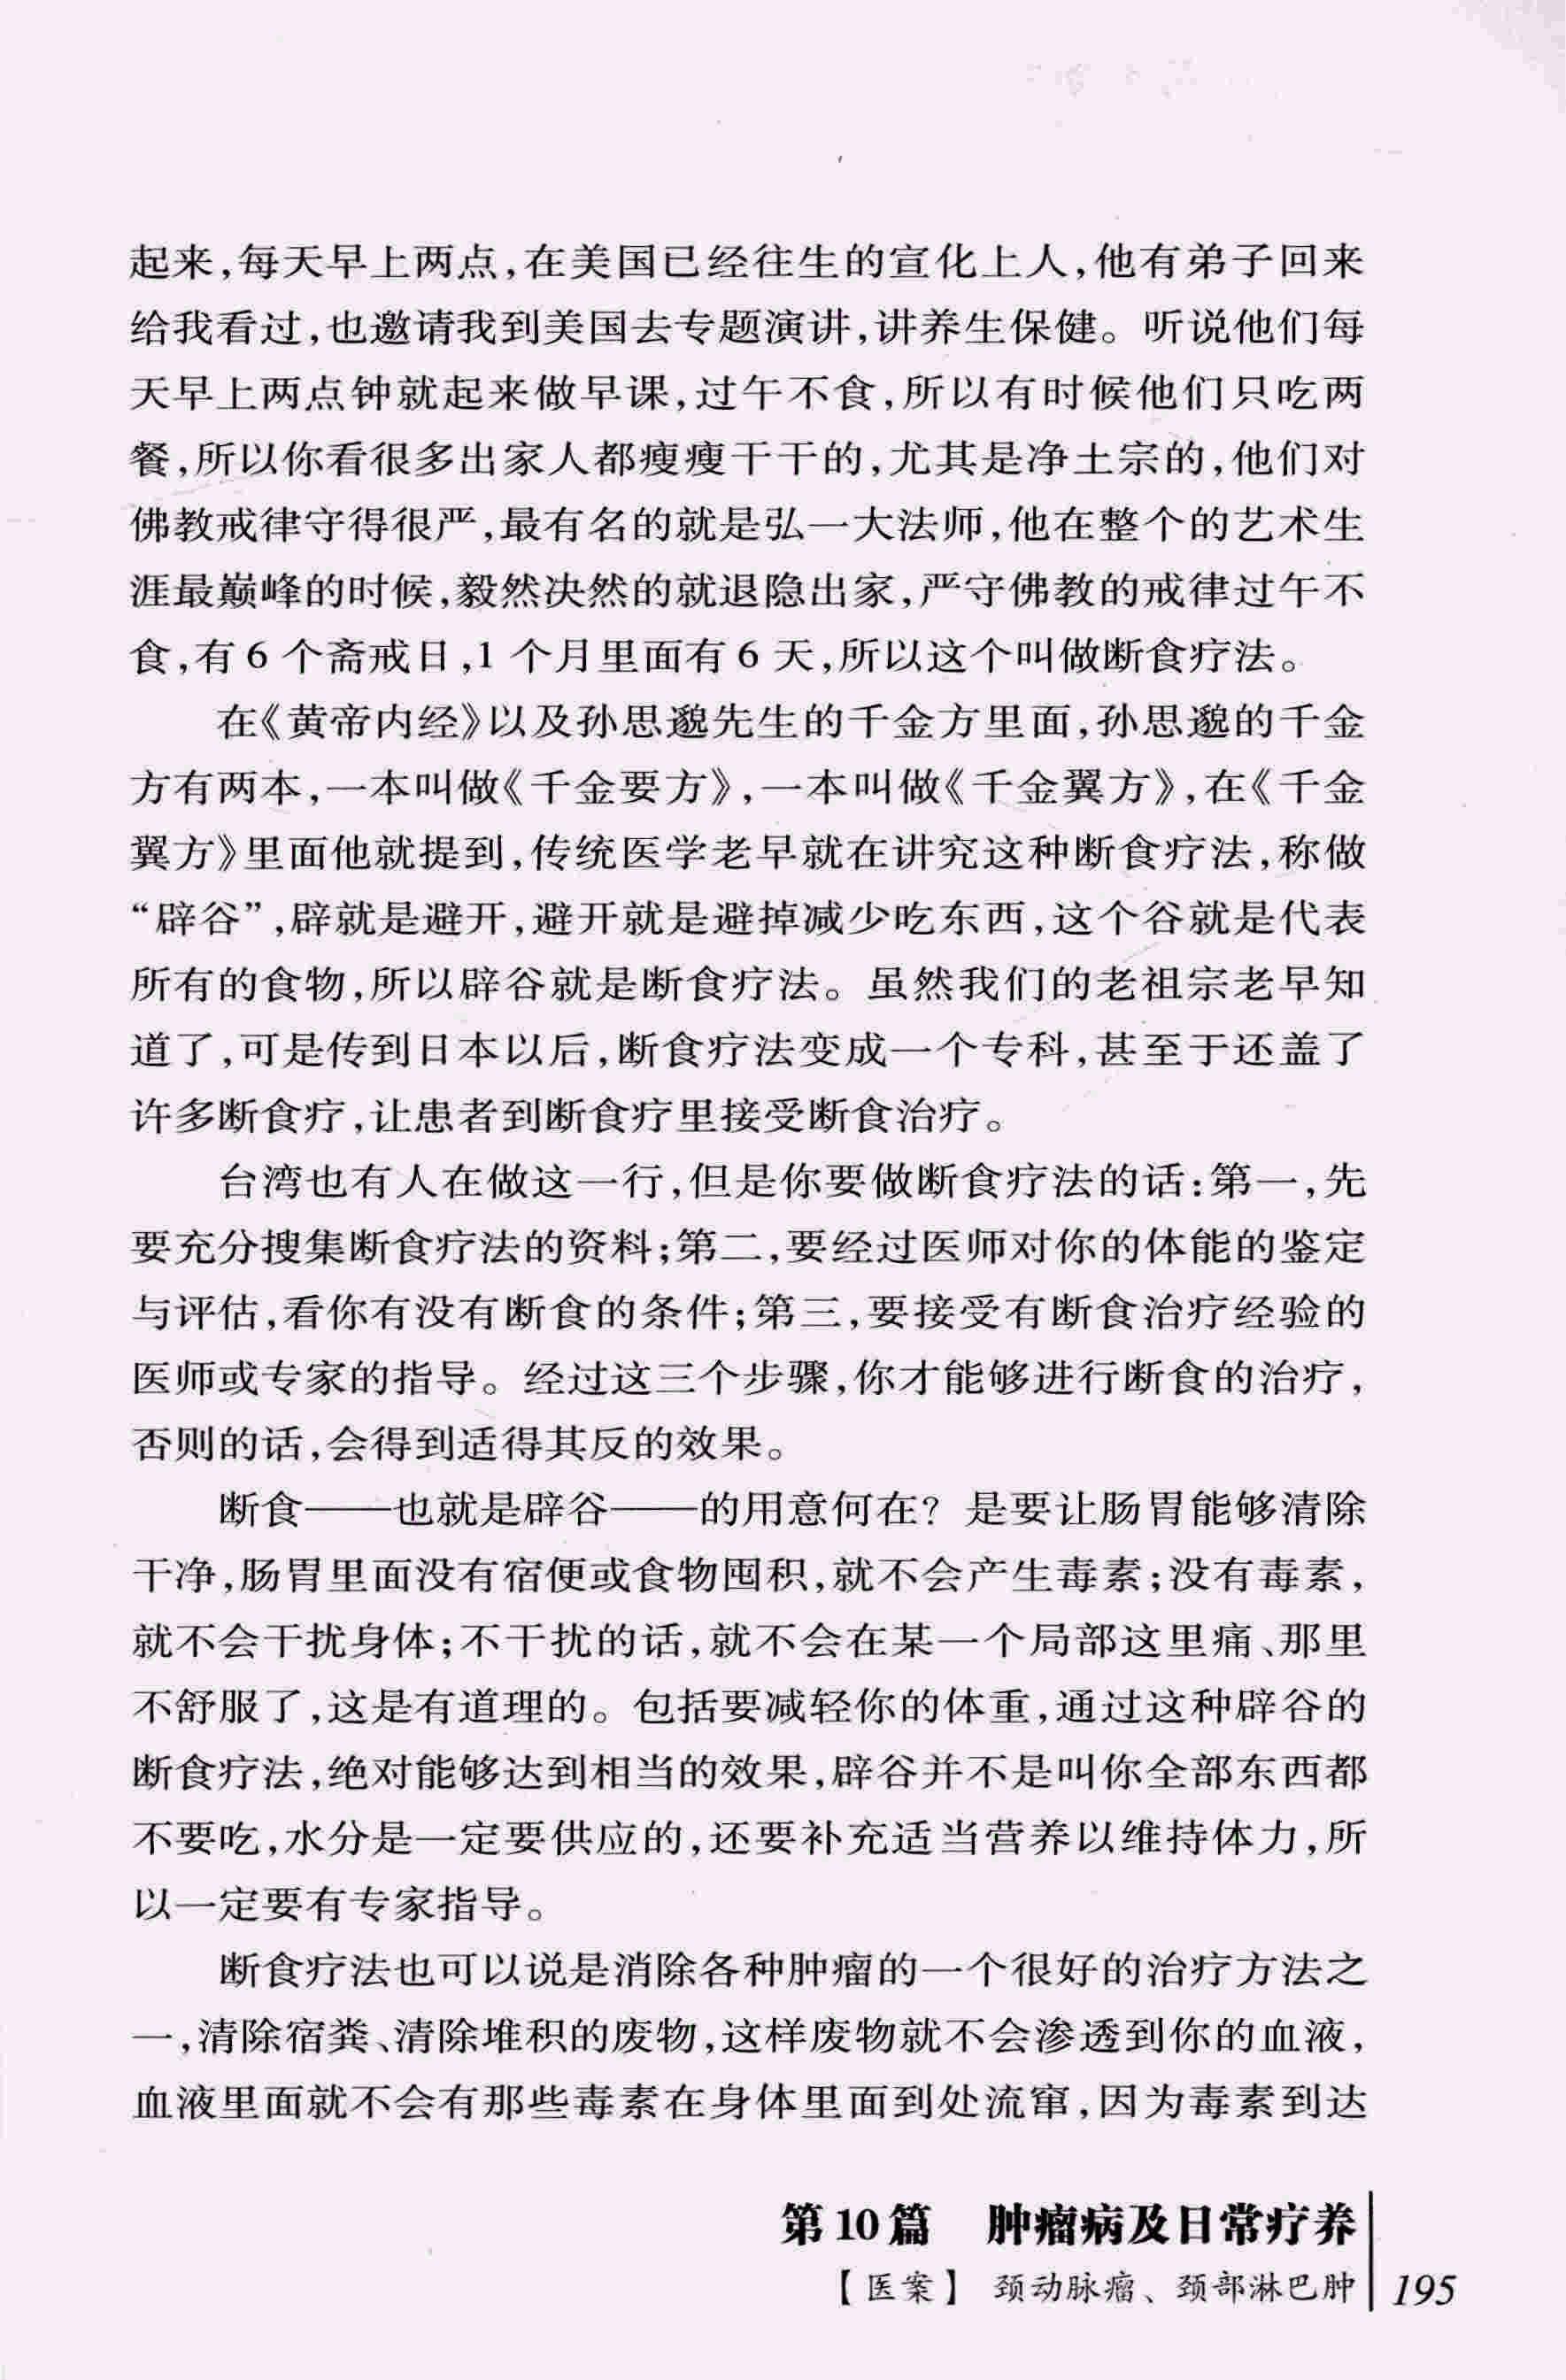 起来,每天早上两点,在美国已经往生的宣化上人,他有弟子回来
给我看过,也邀请我到美国去专题演讲,讲养生保健。听说他们每
天早上两点钟就起来做早课,过午不食,所以有时候他们只吃两
餐,所以你看很多出家人都瘦瘦干干的,尤其是净土宗的,他们对
佛教戒律守得很严,最有名的就是弘一大法师,他在整个的艺术生
涯最巅峰的时候,毅然决然的就退隐出家,严守佛教的戒律过午不
食,有6个斋戒日,1个月里面有6天,所以这个叫做断食疗法。
在《黄帝内经》以及孙思邈先生的千金方里面,孙思邈的千金
方有两本,一本叫做《千金要方》,一本叫做《千金翼方》,在《千金
翼方》里面他就提到,传统医学老早就在讲究这种断食疗法,称做
“辟谷”,辟就是避开,避开就是避掉减少吃东西,这个谷就是代表
所有的食物,所以辟谷就是断食疗法。虽然我们的老祖宗老早知
道了,可是传到日本以后,断食疗法变成一个专科,甚至于还盖了
许多断食疗,让患者到断食疗里接受断食治疗。
台湾也有人在做这一行,但是你要做断食疗法的话:第一,先
要充分搜集断食疗法的资料;第二,要经过医师对你的体能的鉴定
与评估,看你有没有断食的条件;第三,要接受有断食治疗经验的
医师或专家的指导。经过这三个步骤,你才能够进行断食的治疗,
否则的话,会得到适得其反的效果。
断食——也就是辟谷——的用意何在?是要让肠胃能够清除
干净,肠胃里面没有宿便或食物囤积,就不会产生毒素;没有毒素,
就不会干扰身体;不干扰的话,就不会在某一个局部这里痛、那里
不舒服了,这是有道理的。包括要减轻你的体重,通过这种辟谷的
断食疗法,绝对能够达到相当的效果,辟谷并不是叫你全部东西都
不要吃,水分是一定要供应的,还要补充适当营养以维持体力,所
以一定要有专家指导。
断食疗法也可以说是消除各种肿瘤的一个很好的治疗方法之
一,清除宿粪、清除堆积的废物,这样废物就不会渗透到你的血液,
血液里面就不会有那些毒素在身体里面到处流窜,因为毒素到达
第10篇 肿瘤病及日常疗养
【医案】 颈动脉瘤、颈部淋巴肿 195